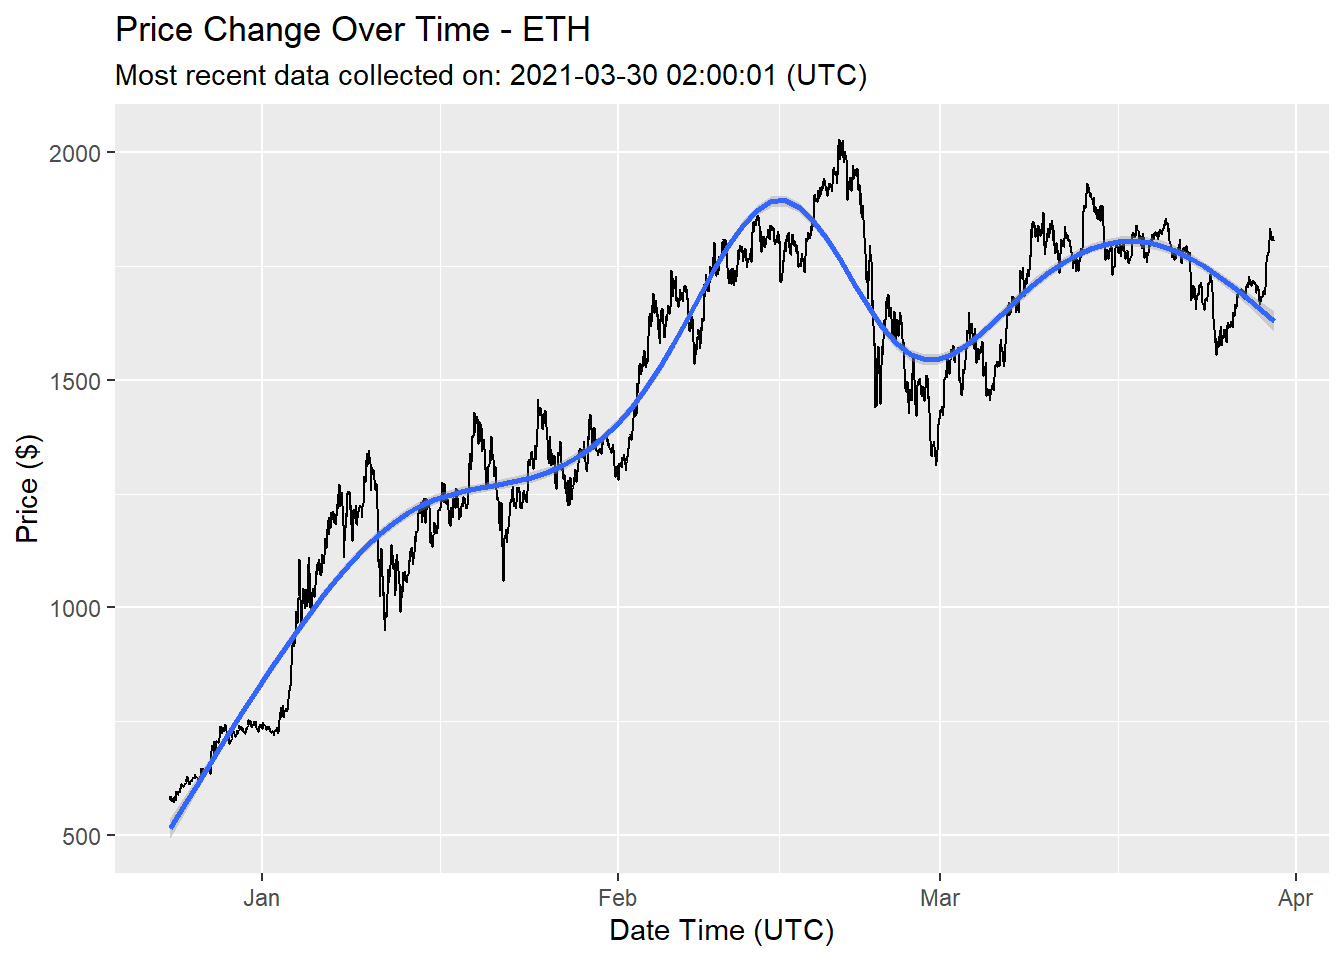 Price Change Over Time - ETH
Most recent data collected on: 2021-03-30 02:00:01 (UTC)
Price ($)
2000
1500
1000
500
Jan Feb Mar Apr
Date Time (UTC)